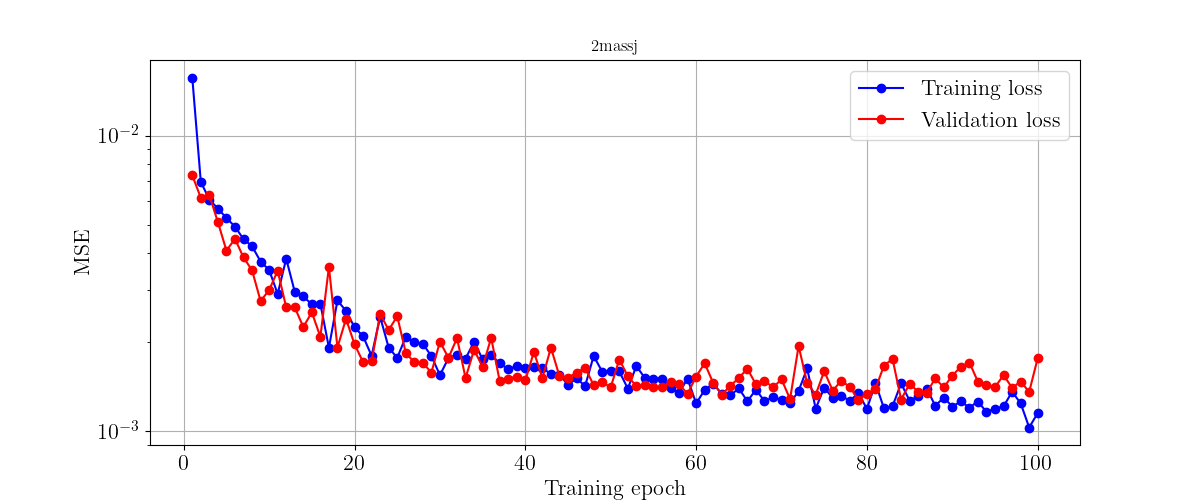 2massj
Training loss
Validation loss
10⁻²
10⁻³
MSE
0 20 40 60 80 100
Training epoch